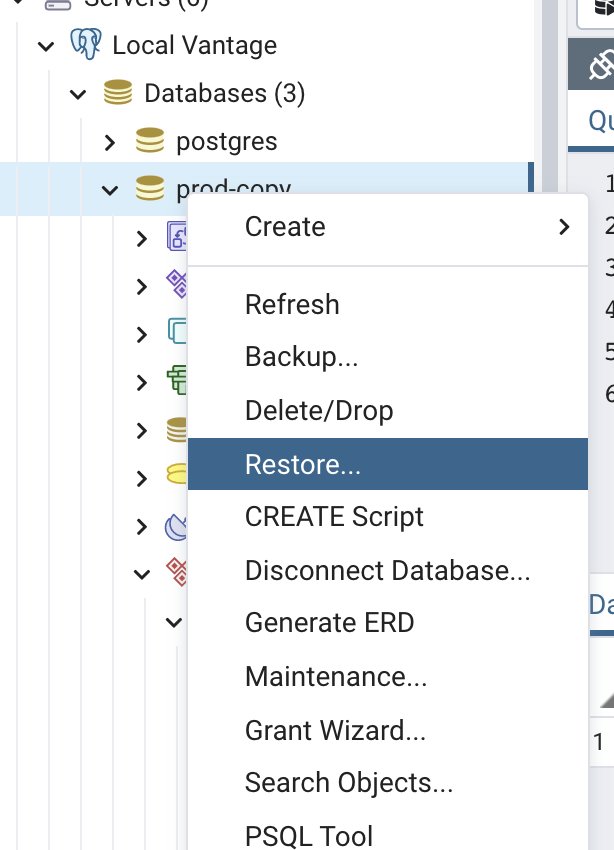 Servers (6)
Local Vantage
Databases (3)
postgres
prod-copy
Create
Refresh
Backup...
Delete/Drop
Restore...
CREATE Script
Disconnect Database...
Generate ERD
Maintenance...
Grant Wizard...
Search Objects...
PSQL Tool
Qu
1
2
3
4
5
6
Da
1